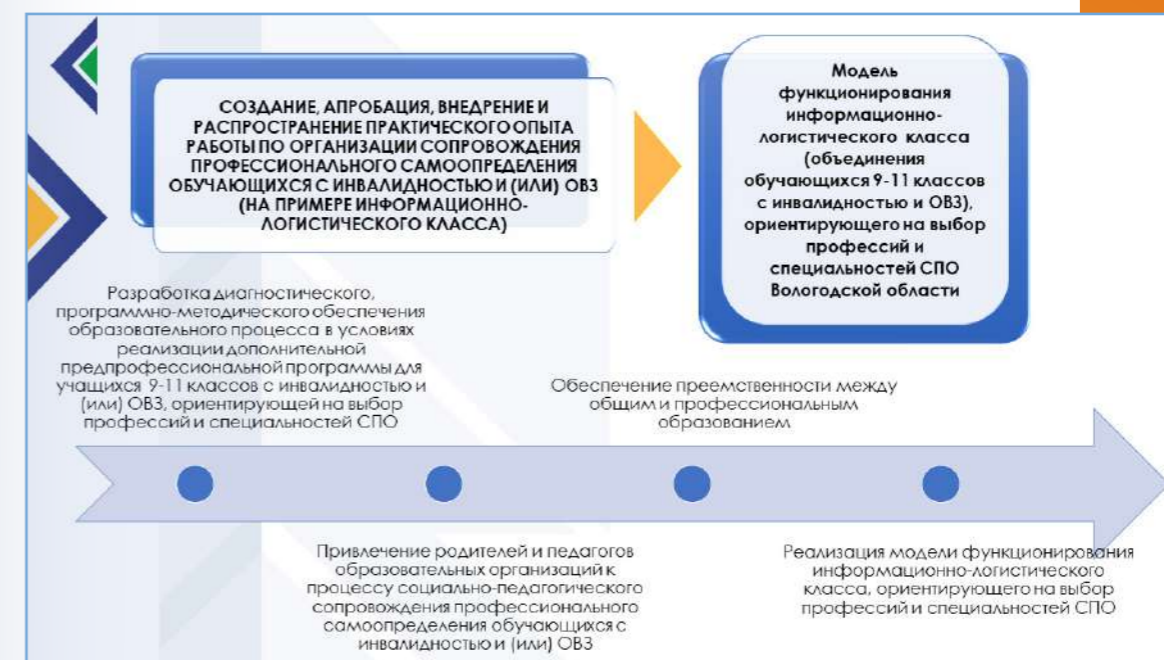 СОЗДАНИЕ, АПРОБАЦИЯ, ВНЕДРЕНИЕ И
РАСПРОСТРАНЕНИЕ ПРАКТИЧЕСКОГО ОПЫТА
РАБОТЫ ПО ОРГАНИЗАЦИИ СОПРОВОЖДЕНИЯ
ПРОФЕССИОНАЛЬНОГО САМООПРЕДЕЛЕНИЯ
ОБУЧАЮЩИХСЯ С ИНВАЛИДНОСТЬЮ И (ИЛИ) ОВЗ
(НА ПРИМЕРЕ ИНФОРМАЦИОННО-
ЛОГИСТИЧЕСКОГО КЛАССА)
Модель
функционирования
информационно-
логистического класса
(объединения
обучающихся 9-11 классов
с инвалидностью и ОВЗ),
ориентирующего на выбор
профессий и
специальностей СПО
Вологодской области
Разработка диагностического,
программно-методического обеспечения
образовательного процесса в условиях
реализации дополнительной
предпрофессиональной программы для
учащихся 9-11 классов с инвалидностью и
(или) ОВЗ, ориентирующей на выбор
профессий и специальностей СПО
Обеспечение преемственности между
общим и профессиональным
образованием
Привлечение родителей и педагогов
образовательных организаций к
процессу социально-педагогического
сопровождения профессионального
самоопределения обучающихся с
инвалидностью и (или) ОВЗ
Реализация модели функционирования
информационно-логистического
класса, ориентирующего на выбор
профессий и специальностей СПО